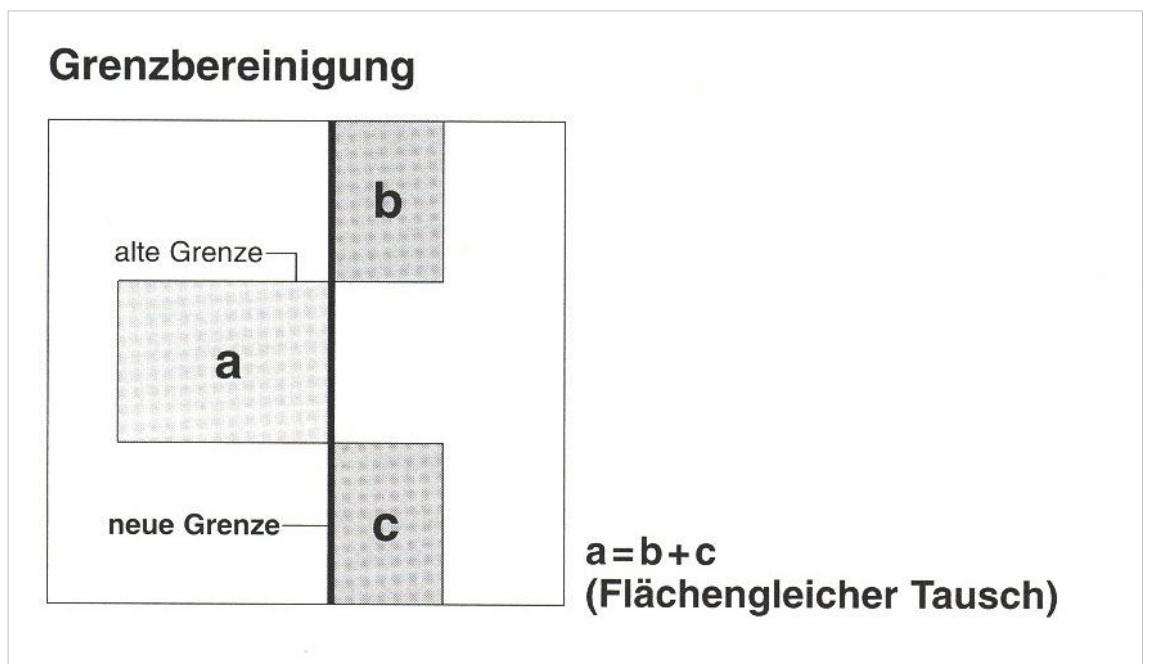 Grenzbereinigung
b
alte Grenze
a
neue Grenze
c
a=b+c
(Flächengleicher Tausch)